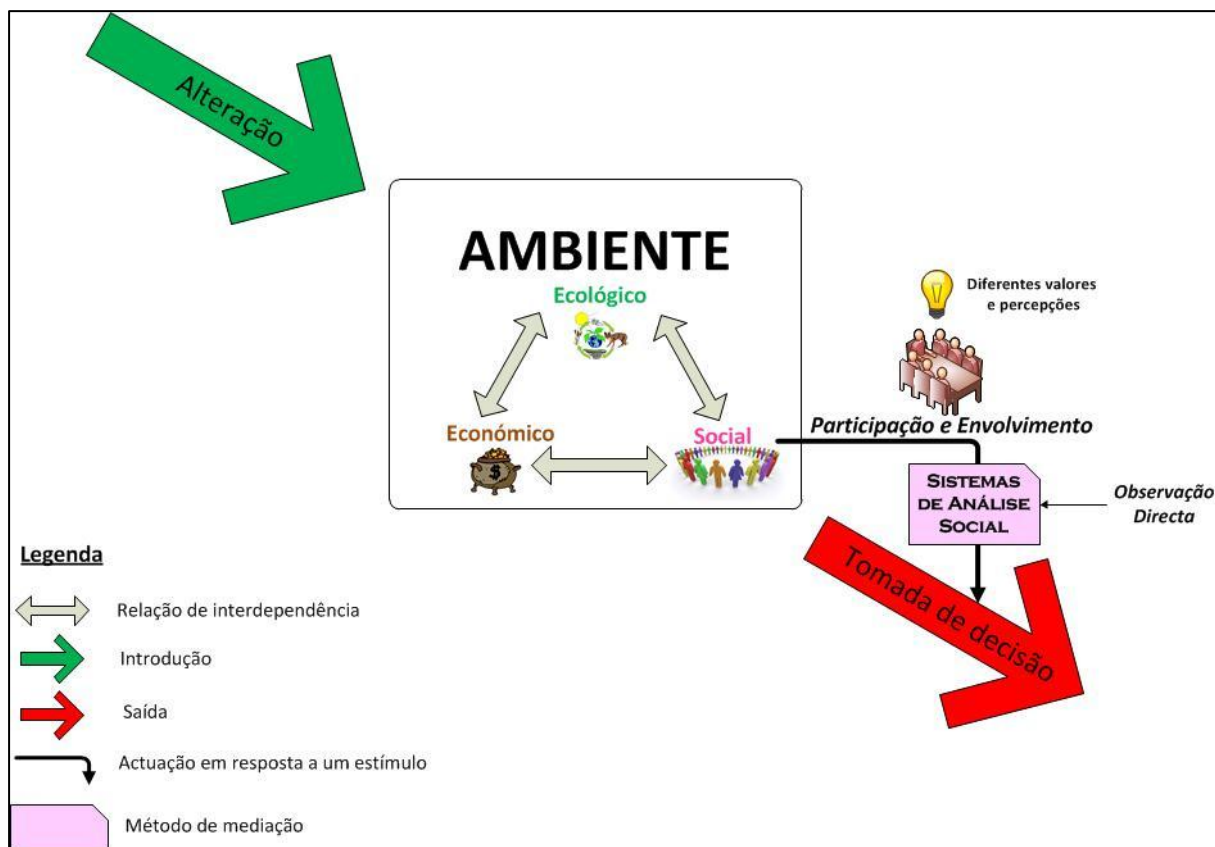 Alteração
AMBIENTE
Ecológico
Económico
Social
$
Diferentes valores
e percepções
Participação e Envolvimento
SISTEMAS
DE ANÁLISE
SOCIAL
Observação
Directa
Tomada de decisão
Legenda
Relação de interdependência
Introdução
Saída
Actuação em resposta a um estímulo
Método de mediação